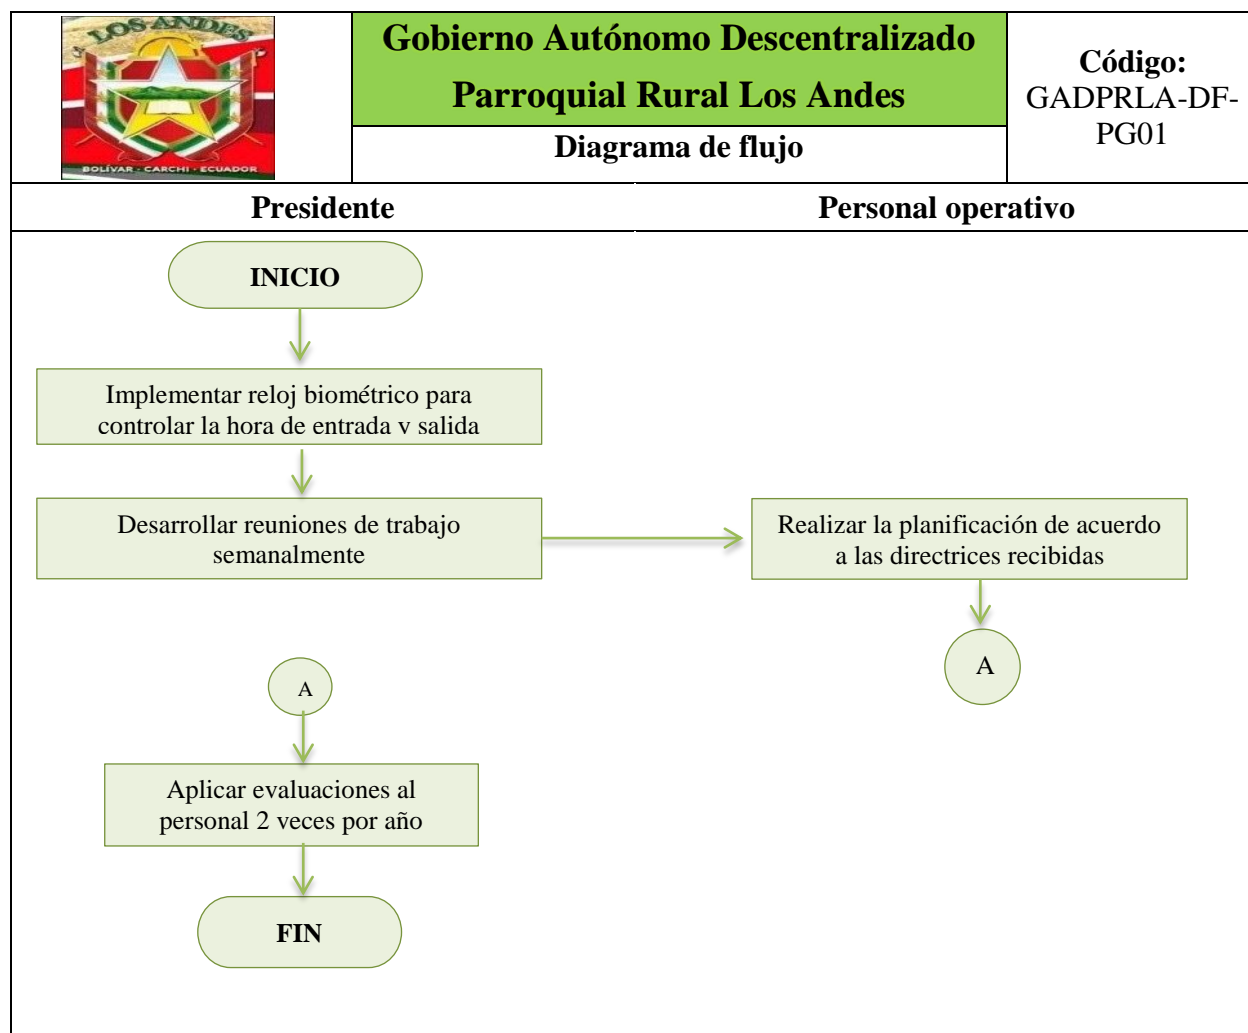 LOS ANDES
BOLÍVAR - CARCHI - ECUADOR
Gobierno Autónomo Descentralizado
Parroquial Rural Los Andes
Diagrama de flujo
Código:
GADPRLA-DF-
PG01
Presidente
Personal operativo
INICIO
Implementar reloj biométrico para
controlar la hora de entrada y salida
Desarrollar reuniones de trabajo
semanalmente
Realizar la planificación de acuerdo
a las directrices recibidas
A
A
Aplicar evaluaciones al
personal 2 veces por año
FIN